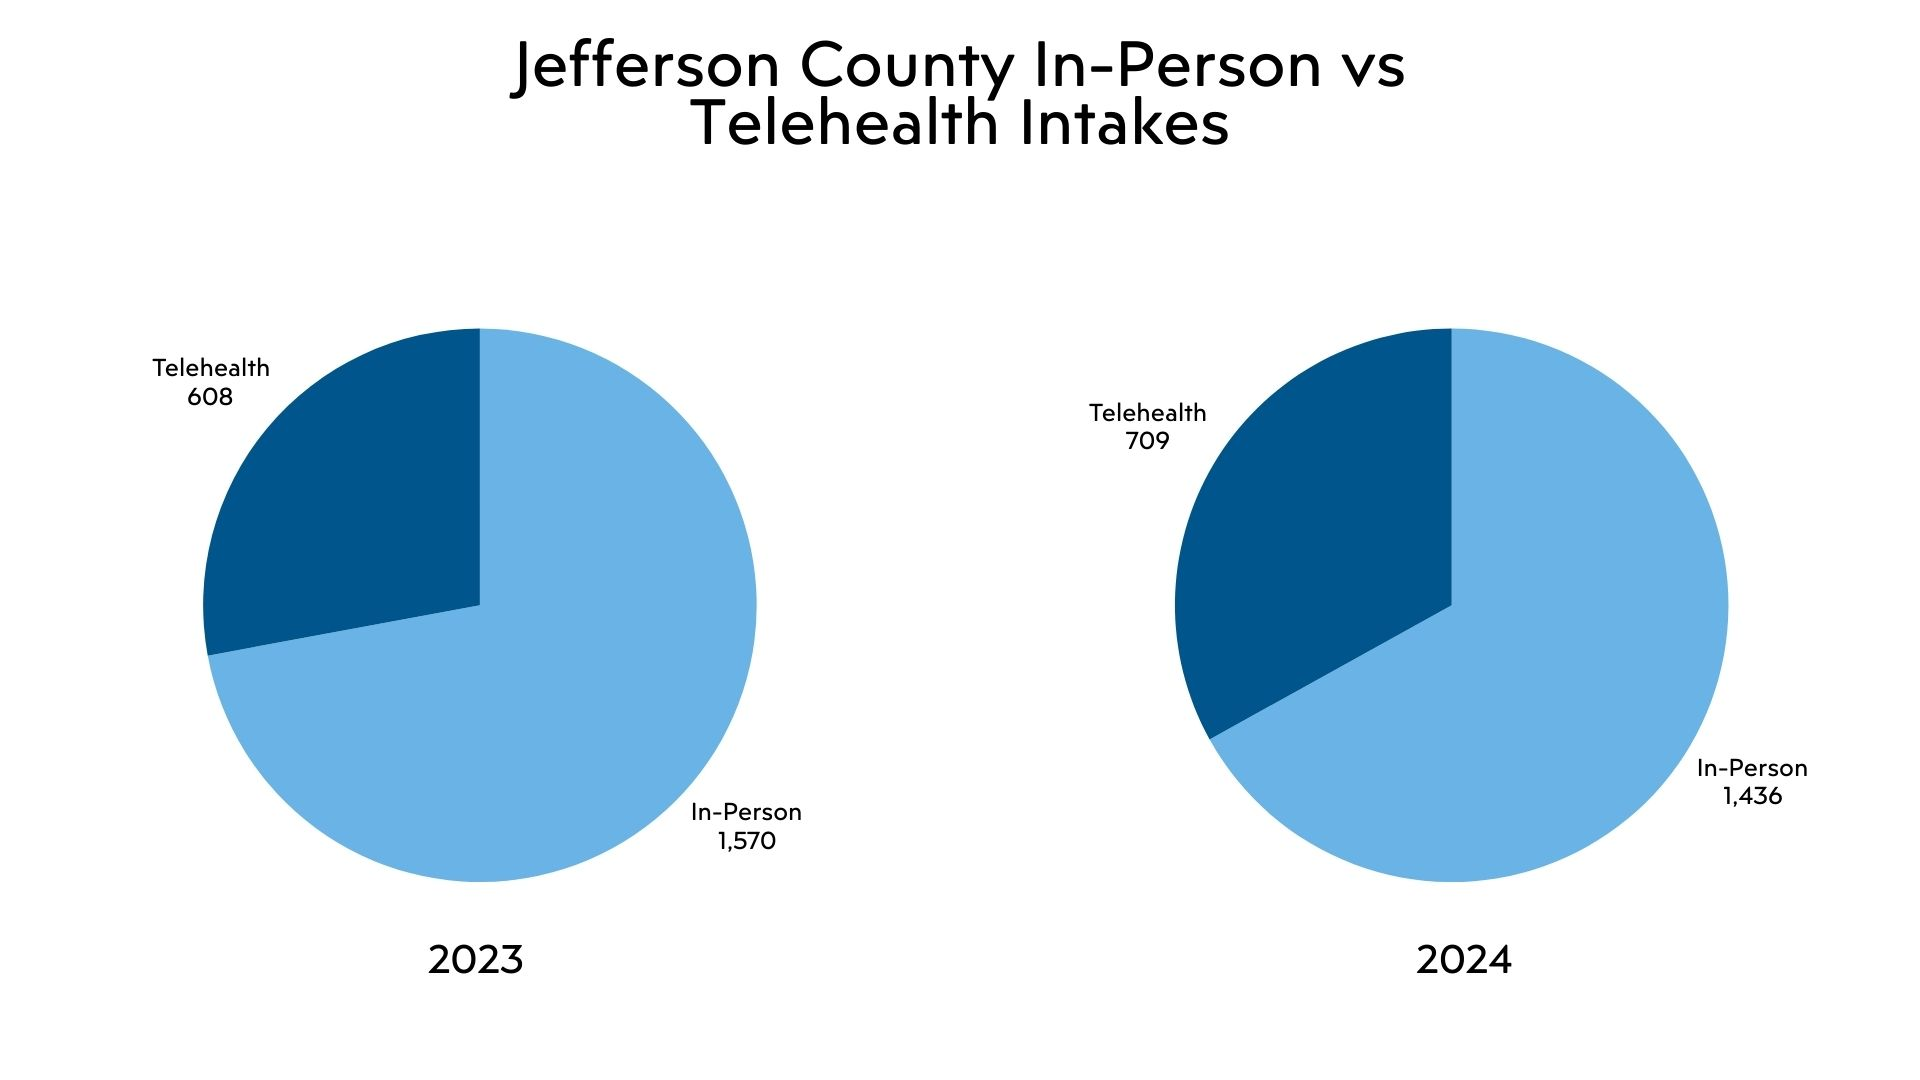 Jefferson County In-Person vs
Telehealth Intakes
Telehealth
608
In-Person
1,570
2023
Telehealth
709
In-Person
1,436
2024